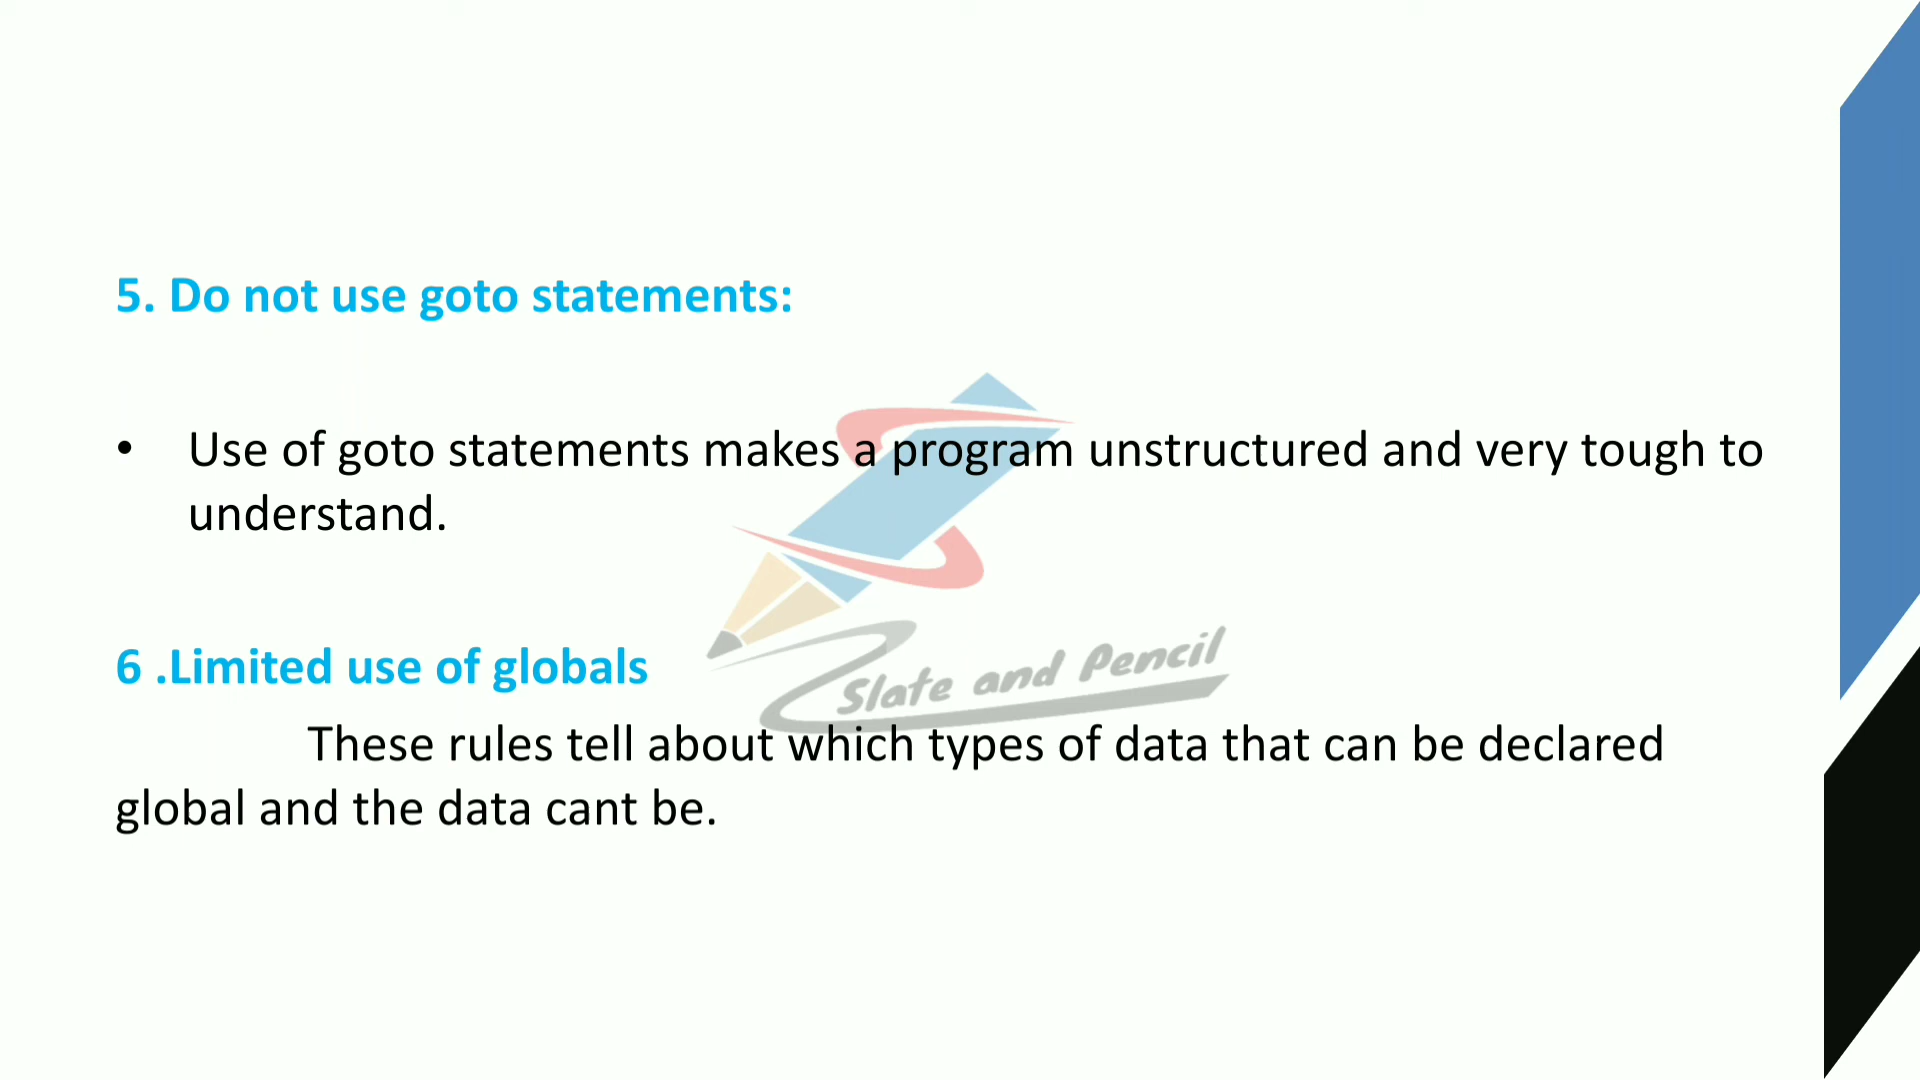 5. Do not use goto statements:
• Use of goto statements makes a program unstructured and very tough to
understand.
6 .Limited use of globals
Slate and Pencil
These rules tell about which types of data that can be declared
global and the data cant be.